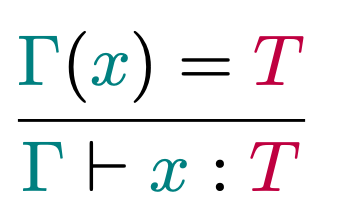 Γ(x) = T
Γ ⊢ x : T